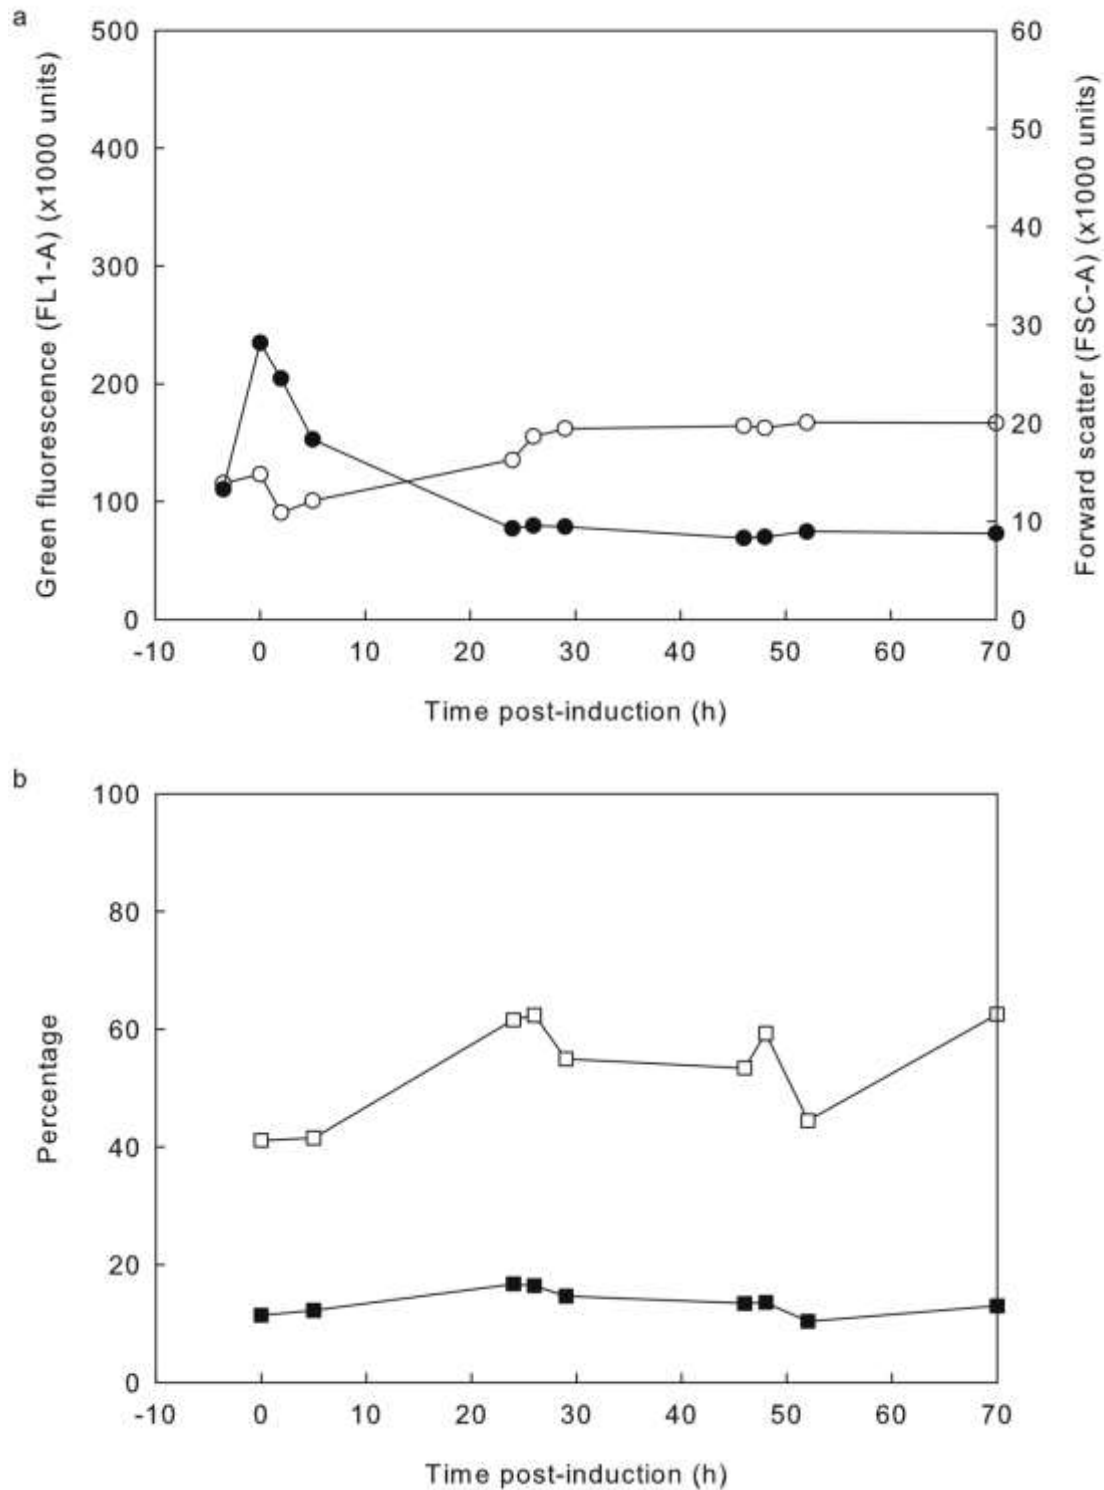 a
Green fluorescence (FL1-A) (x1000 units)
500
400
300
200
100
0
60
50
40
30
20
10
0
Forward scatter (FSC-A) (x1000 units)
-10 0 10 20 30 40 50 60 70
Time post-induction (h)
b
Percentage
100
80
60
40
20
0
-10 0 10 20 30 40 50 60 70
Time post-induction (h)